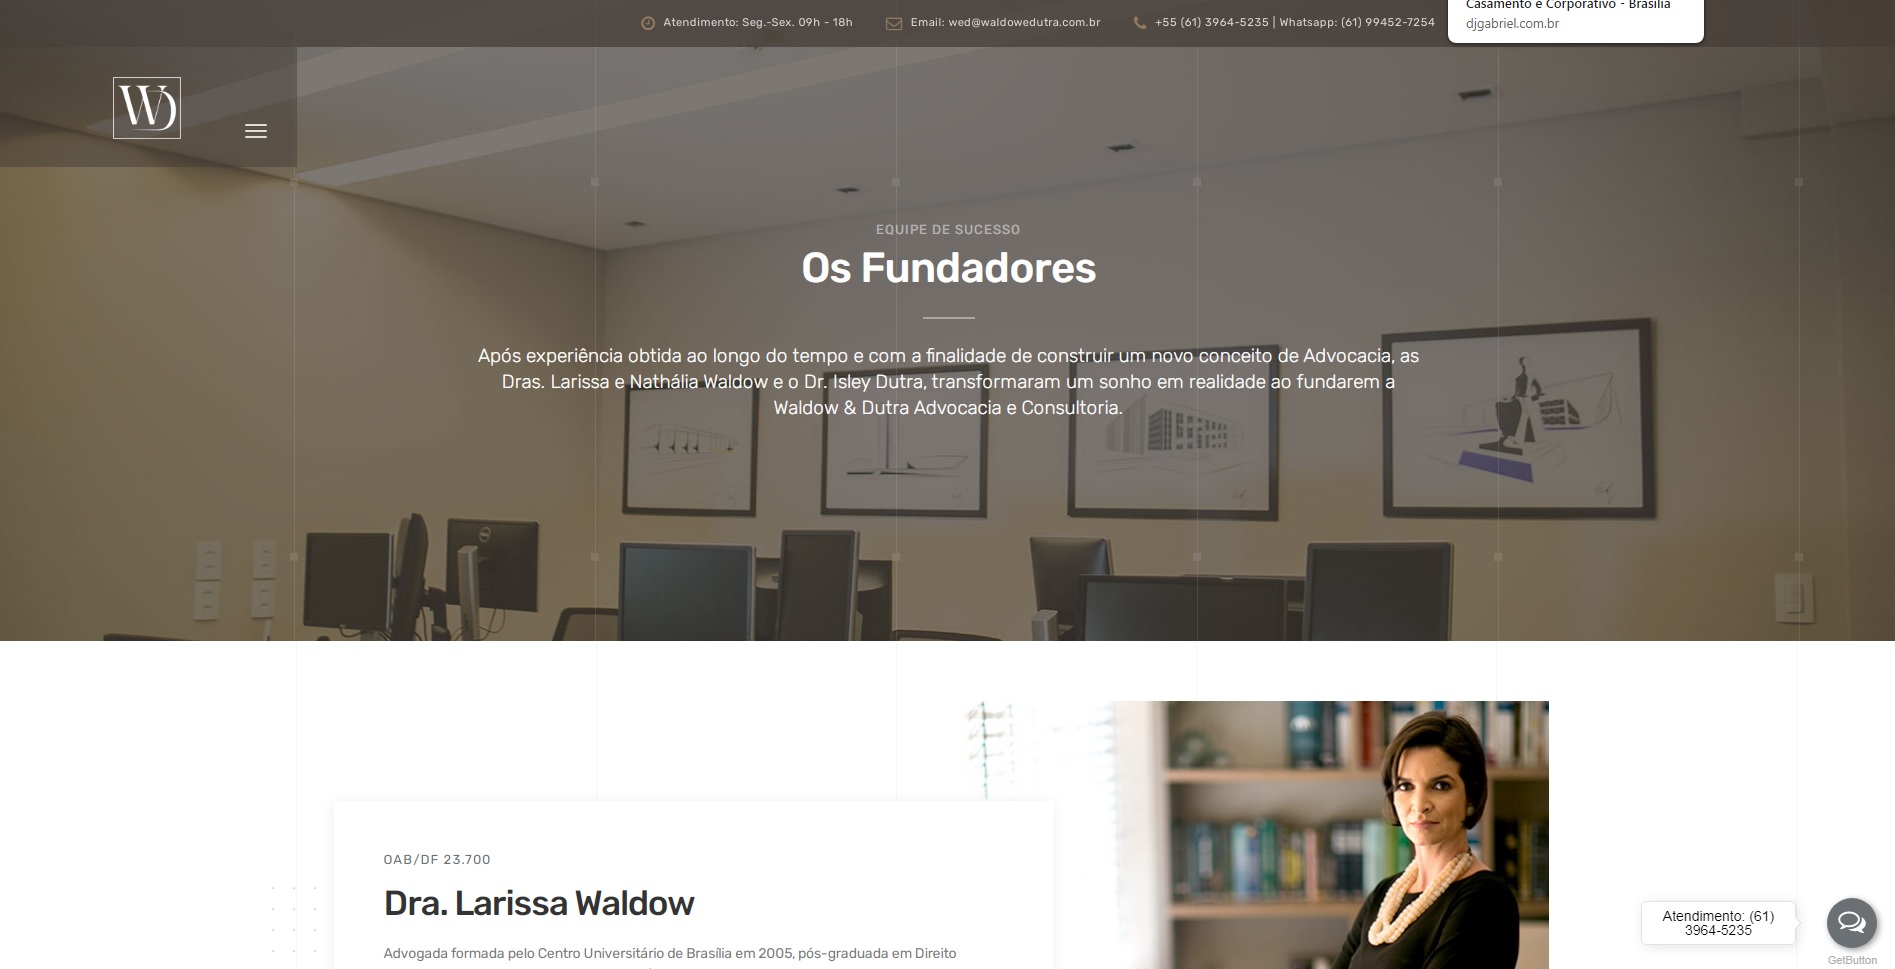 Casamento e Corporativo - Brasília
djgabriel.com.br
Atendimento: Seg.-Sex. 09h - 18h
Email: wed@waldowedutra.com.br
+55 (61) 3964-5235 | Whatsapp: (61) 99452-7254
WD
EQUIPE DE SUCESSO
Os Fundadores
Após experiência obtida ao longo do tempo e com a finalidade de construir um novo conceito de Advocacia, as
Dras. Larissa e Nathália Waldow e o Dr. Isley Dutra, transformaram um sonho em realidade ao fundarem a
Waldow & Dutra Advocacia e Consultoria.
OAB/DF 23.700
Dra. Larissa Waldow
Advogada formada pelo Centro Universitário de Brasília em 2005, pós-graduada em Direito
Atendimento: (61)
3964-5235
GetButton